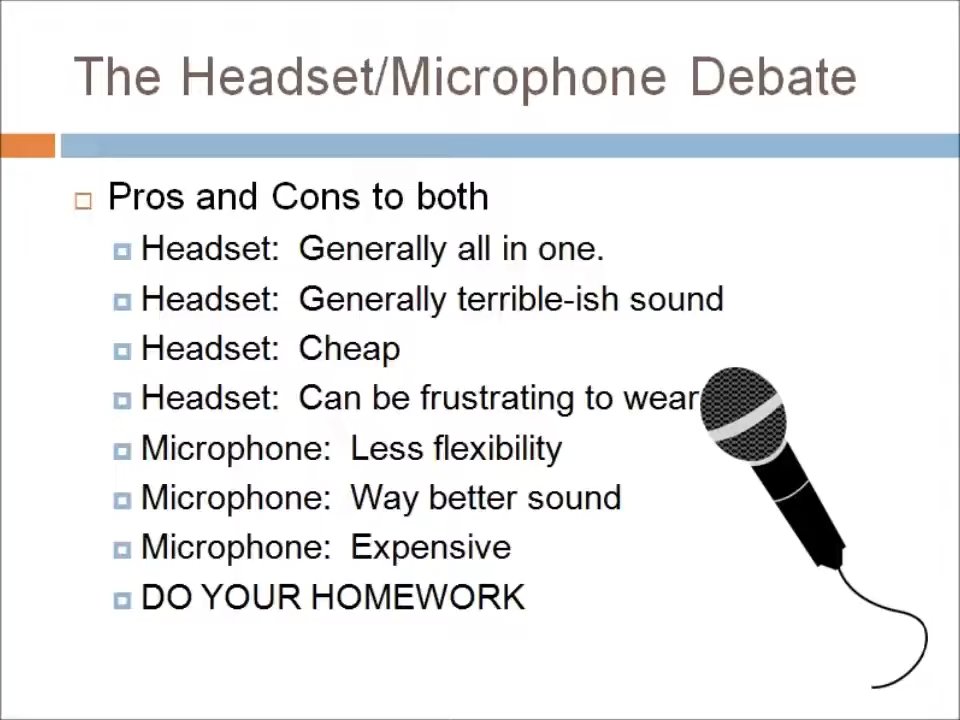 The Headset/Microphone Debate
Pros and Cons to both
Headset: Generally all in one.
Headset: Generally terrible-ish sound
Headset: Cheap
Headset: Can be frustrating to wear
Microphone: Less flexibility
Microphone: Way better sound
Microphone: Expensive
DO YOUR HOMEWORK